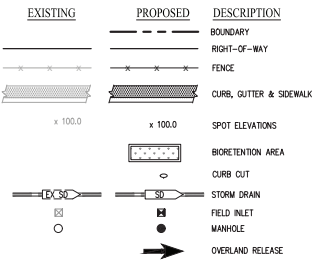 EXISTING PROPOSED DESCRIPTION
BOUNDARY
RIGHT-OF-WAY
x x x x x x FENCE
CURB, GUTTER & SIDEWALK
x 100.0 x 100.0 SPOT ELEVATIONS
BIORETENTION AREA
CURB CUT
EX SD SD STORM DRAIN
FIELD INLET
MANHOLE
OVERLAND RELEASE